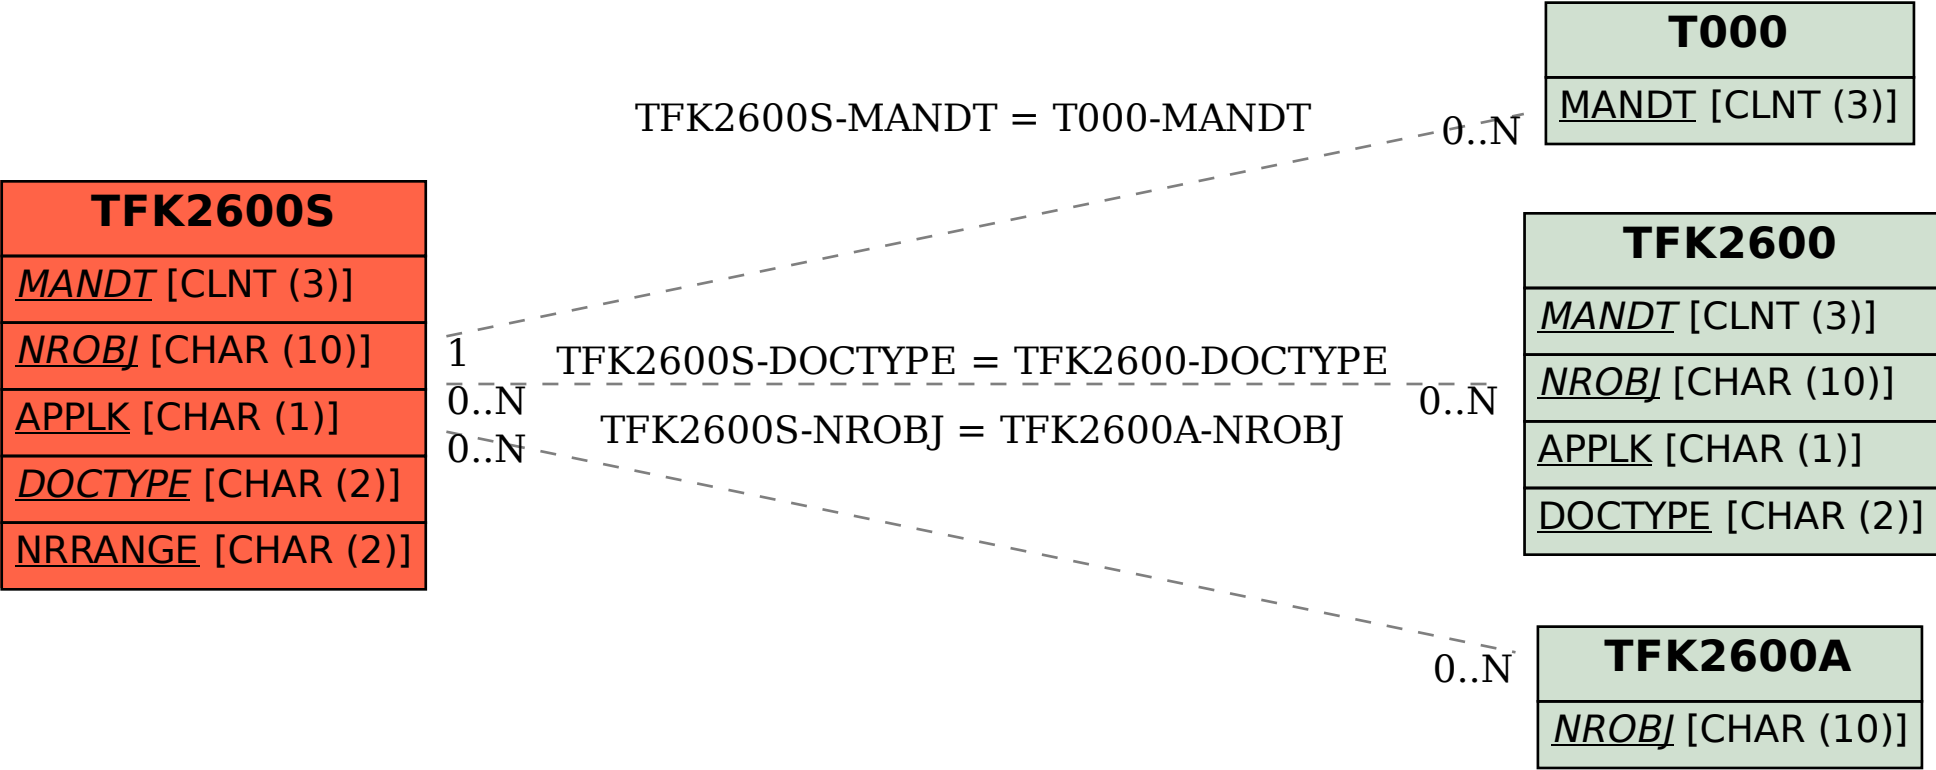 T000
MANDT [CLNT (3)]
TFK2600S-MANDT = T000-MANDT
0..N
TFK2600S
MANDT [CLNT (3)]
NROBJ [CHAR (10)]
APPLK [CHAR (1)]
DOCTYPE [CHAR (2)]
NRRANGE [CHAR (2)]
1
TFK2600S-DOCTYPE = TFK2600-DOCTYPE
0..N
0..N
TFK2600S-NROBJ = TFK2600A-NROBJ
0..N
TFK2600
MANDT [CLNT (3)]
NROBJ [CHAR (10)]
APPLK [CHAR (1)]
DOCTYPE [CHAR (2)]
0..N
TFK2600A
NROBJ [CHAR (10)]